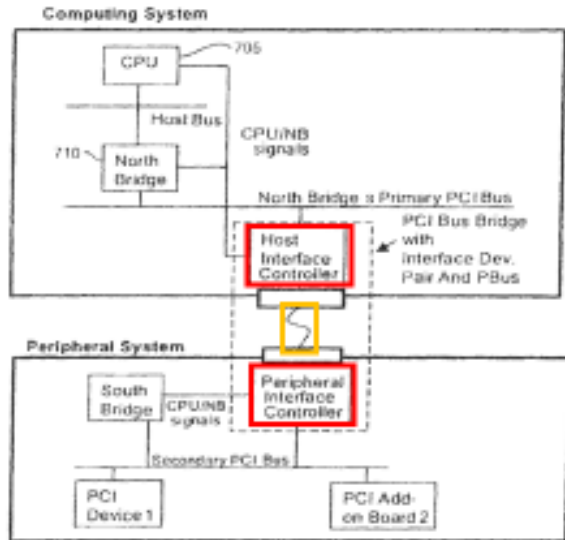 Computing System
705
CPU
Host Bus
CPU/NB
signals
710
North
Bridge
North Bridge s Primary PCI Bus
PCI Bus Bridge
with
Interface Dev.
Pair And PBus
Host
Interface
Controller
Peripheral System
South
Bridge
CPU/NB
signals
Peripheral
Interface
Controller
Secondary PCI Bus
PCI
Device 1
PCI Add-
on Board 2